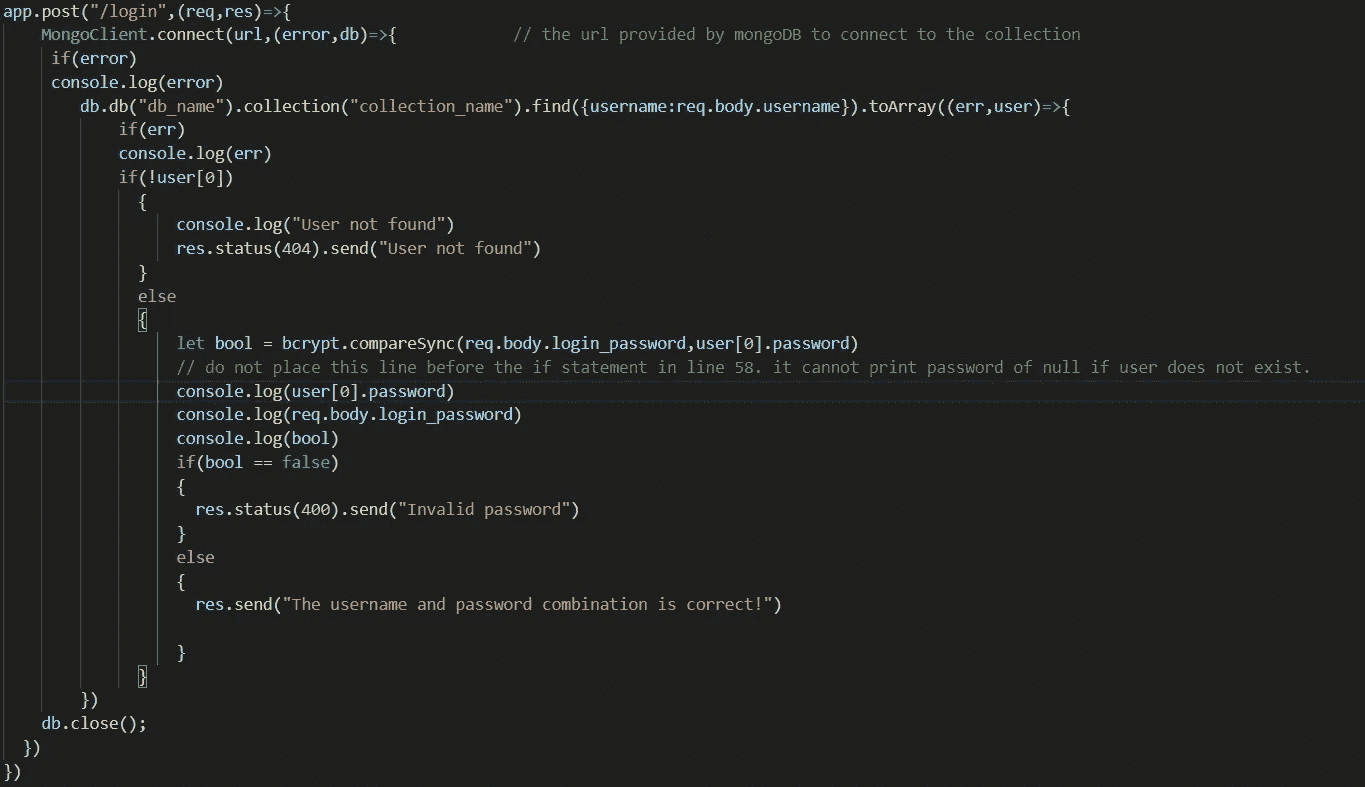 app.post("/login",(req,res)=>{
MongoClient.connect(url,(error,db)=>{ // the url provided by mongoDB to connect to the collection
if(error)
console.log(error)
db.db("db_name").collection("collection_name").find({username:req.body.username}).toArray((err,user)=>{
if(err)
console.log(err)
if(!user[0])
{
console.log("User not found")
res.status(404).send("User not found")
}
else
{
let bool = bcrypt.compareSync(req.body.login_password,user[0].password)
// do not place this line before the if statement in line 58. it cannot print password of null if user does not exist.
console.log(user[0].password)
console.log(req.body.login_password)
console.log(bool)
if(bool == false)
{
res.status(400).send("Invalid password")
}
else
{
res.send("The username and password combination is correct!")
}
}
})
db.close();
})
})